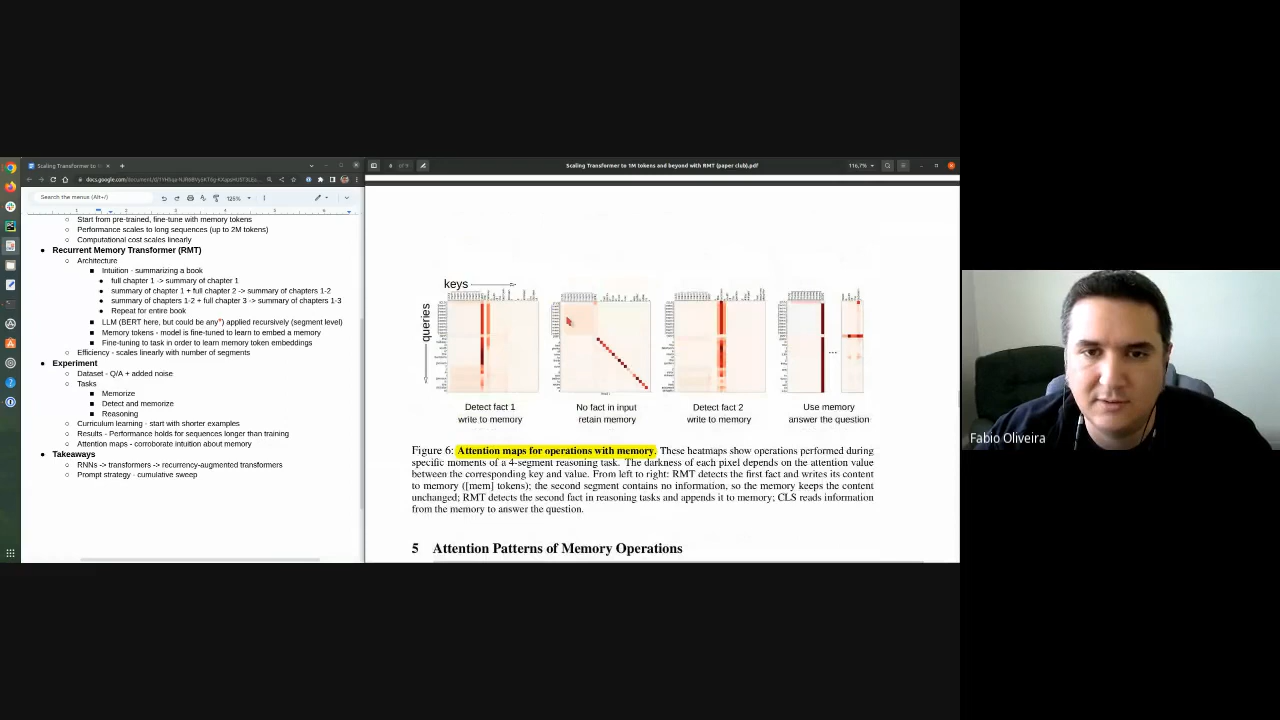 Scaling Transformer to
docs.google.com
Search the menus (Alt+/)
125%
Start from pre-trained, fine-tune with memory tokens
Performance scales to long sequences (up to 2M tokens)
Computational cost scales linearly
Recurrent Memory Transformer (RMT)
Architecture
Intuition - summarizing a book
full chapter 1 -> summary of chapter 1
summary of chapter 1 + full chapter 2 -> summary of chapters 1-2
summary of chapters 1-2 + full chapter 3 -> summary of chapters 1-3
Repeat for entire book
LLM (BERT here, but could be any*) applied recursively (segment level)
Memory tokens - model is fine-tuned to learn to embed a memory
Fine-tuning to task in order to learn memory token embeddings
Efficiency - scales linearly with number of segments
Experiment
Dataset - Q/A + added noise
Tasks
Memorize
Detect and memorize
Reasoning
Curriculum learning - start with shorter examples
Results - Performance holds for sequences longer than training
Attention maps - corroborate intuition about memory
Takeaways
RNNs -> transformers -> recurrency-augmented transformers
Prompt strategy - cumulative sweep
Scaling Transformer to 1M tokens and beyond with RMT (paper club).pdf
116,7%
keys
queries
Detect fact 1 write to memory
No fact in input retain memory
Detect fact 2 write to memory
Use memory answer the question
Figure 6: Attention maps for operations with memory. These heatmaps show operations performed during
specific moments of a 4-segment reasoning task. The darkness of each pixel depends on the attention value
between the corresponding key and value. From left to right: RMT detects the first fact and writes its content
to memory ([mem] tokens); the second segment contains no information, so the memory keeps the content
unchanged; RMT detects the second fact in reasoning tasks and appends it to memory; CLS reads information
from the memory to answer the question.
5 Attention Patterns of Memory Operations
Fabio Oliveira